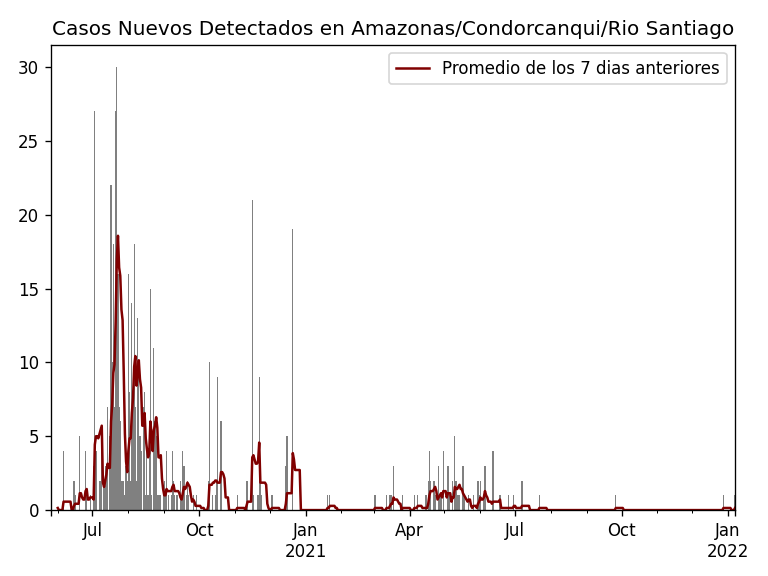 Casos Nuevos Detectados en Amazonas/Condorcanqui/Rio Santiago
Promedio de los 7 dias anteriores
30
25
20
15
10
5
0
Jul Oct Jan Apr Jul Oct Jan
2021 2022